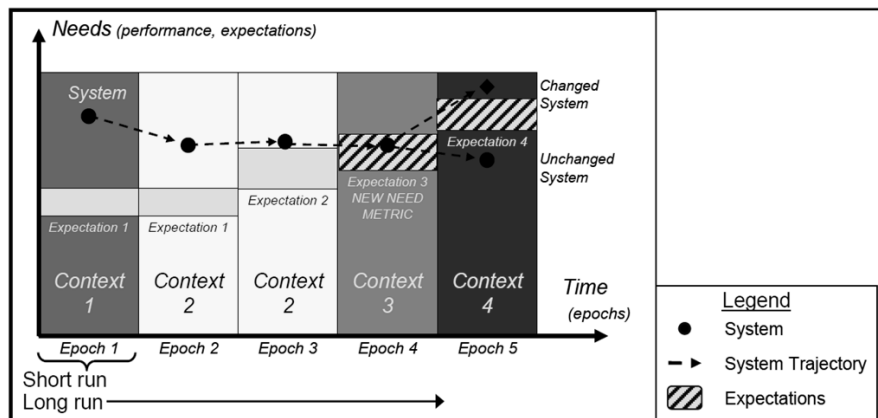 Needs (performance, expectations)
System
Changed
System
Unchanged
System
Expectation 1
Expectation 1
Expectation 2
Expectation 3
NEW NEED
METRIC
Expectation 4
Context
1
Context
2
Context
2
Context
3
Context
4
Time
(epochs)
Epoch 1
Epoch 2
Epoch 3
Epoch 4
Epoch 5
Short run
Long run
Legend
System
System Trajectory
Expectations